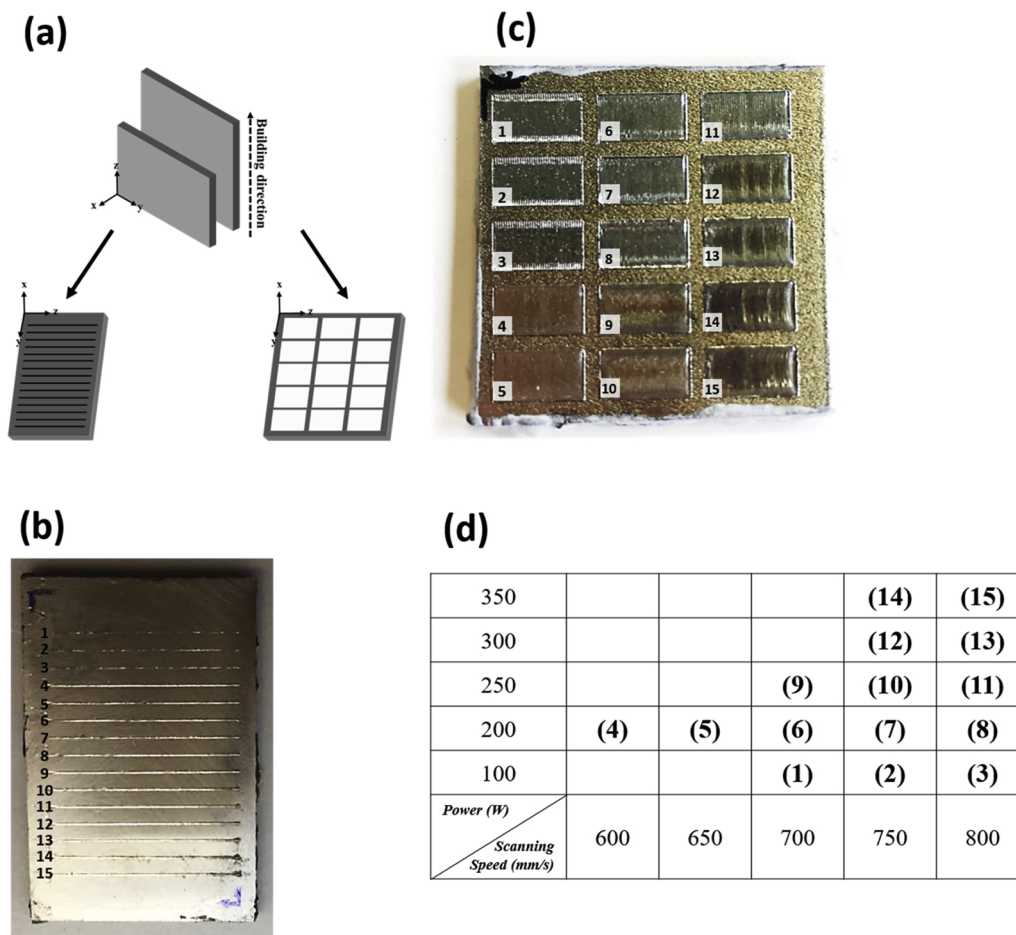 (a)
Building direction
z
x
y
x
z
y
x
z
y
(b)
1
2
3
4
5
6
7
8
9
10
11
12
13
14
15
(c)
1 6 11
2 7 12
3 8 13
4 9 14
5 10 15
(d)
350 (14) (15)
300 (12) (13)
250 (9) (10) (11)
200 (4) (5) (6) (7) (8)
100 (1) (2) (3)
Power (W)
Scanning
Speed (mm/s)
600 650 700 750 800